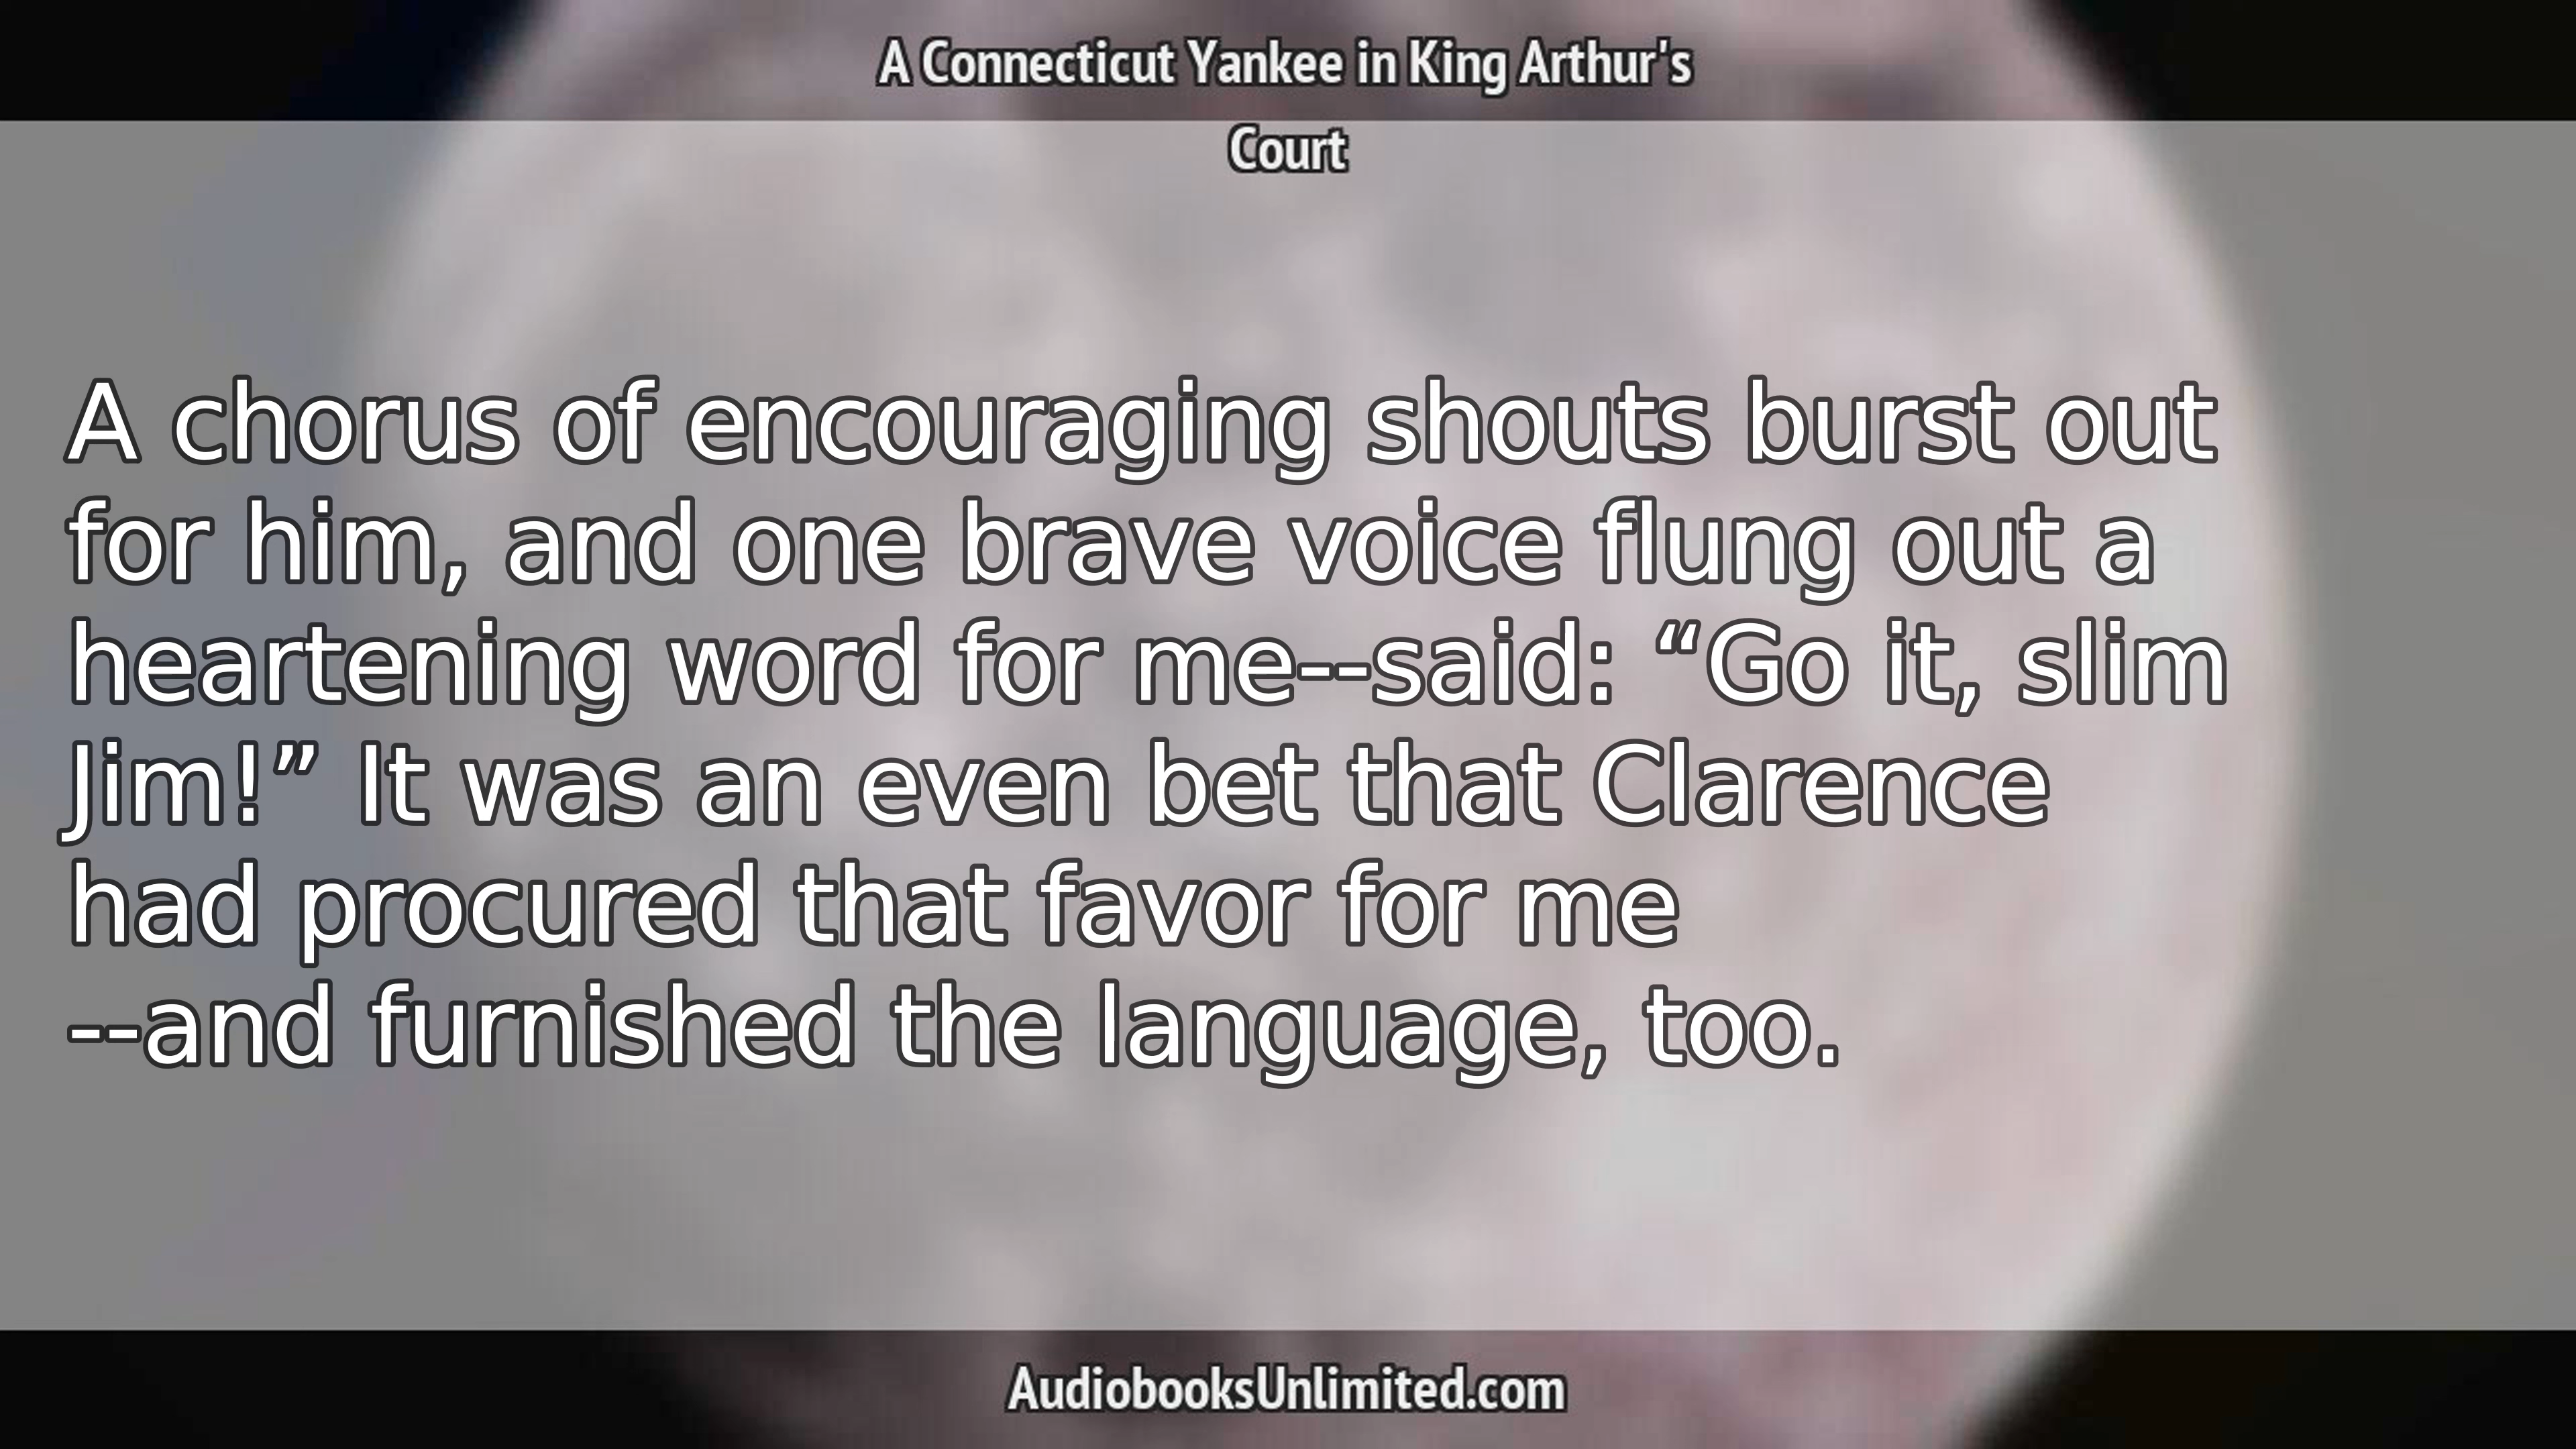 A Connecticut Yankee in King Arthur's
Court
A chorus of encouraging shouts burst out
for him, and one brave voice flung out a
heartening word for me--said: “Go it, slim
Jim!” It was an even bet that Clarence
had procured that favor for me
--and furnished the language, too.
AudiobooksUnlimited.com